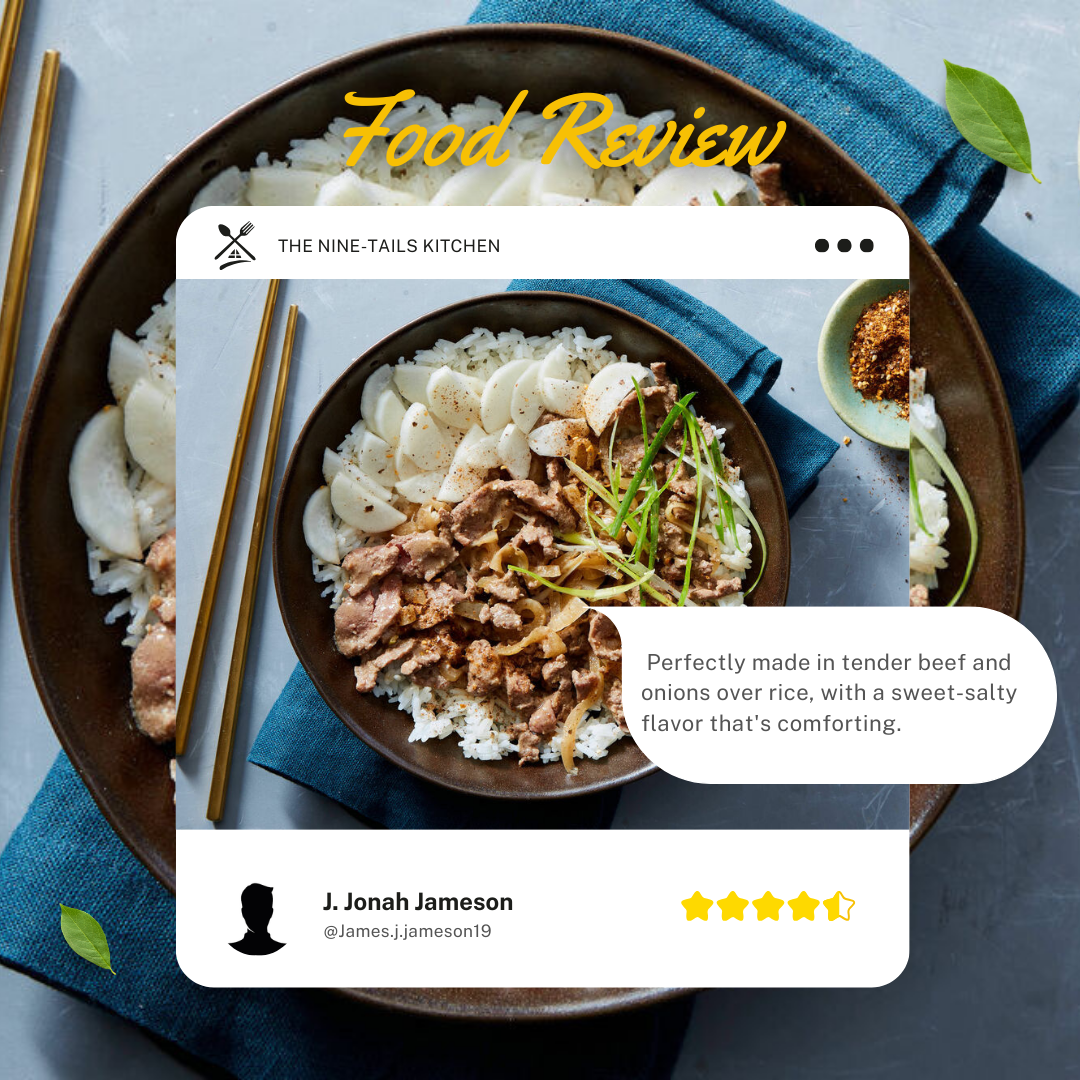 Food Review
THE NINE-TAILS KITCHEN
Perfectly made in tender beef and
onions over rice, with a sweet-salty
flavor that's comforting.
J. Jonah Jameson
@James.j.jameson19